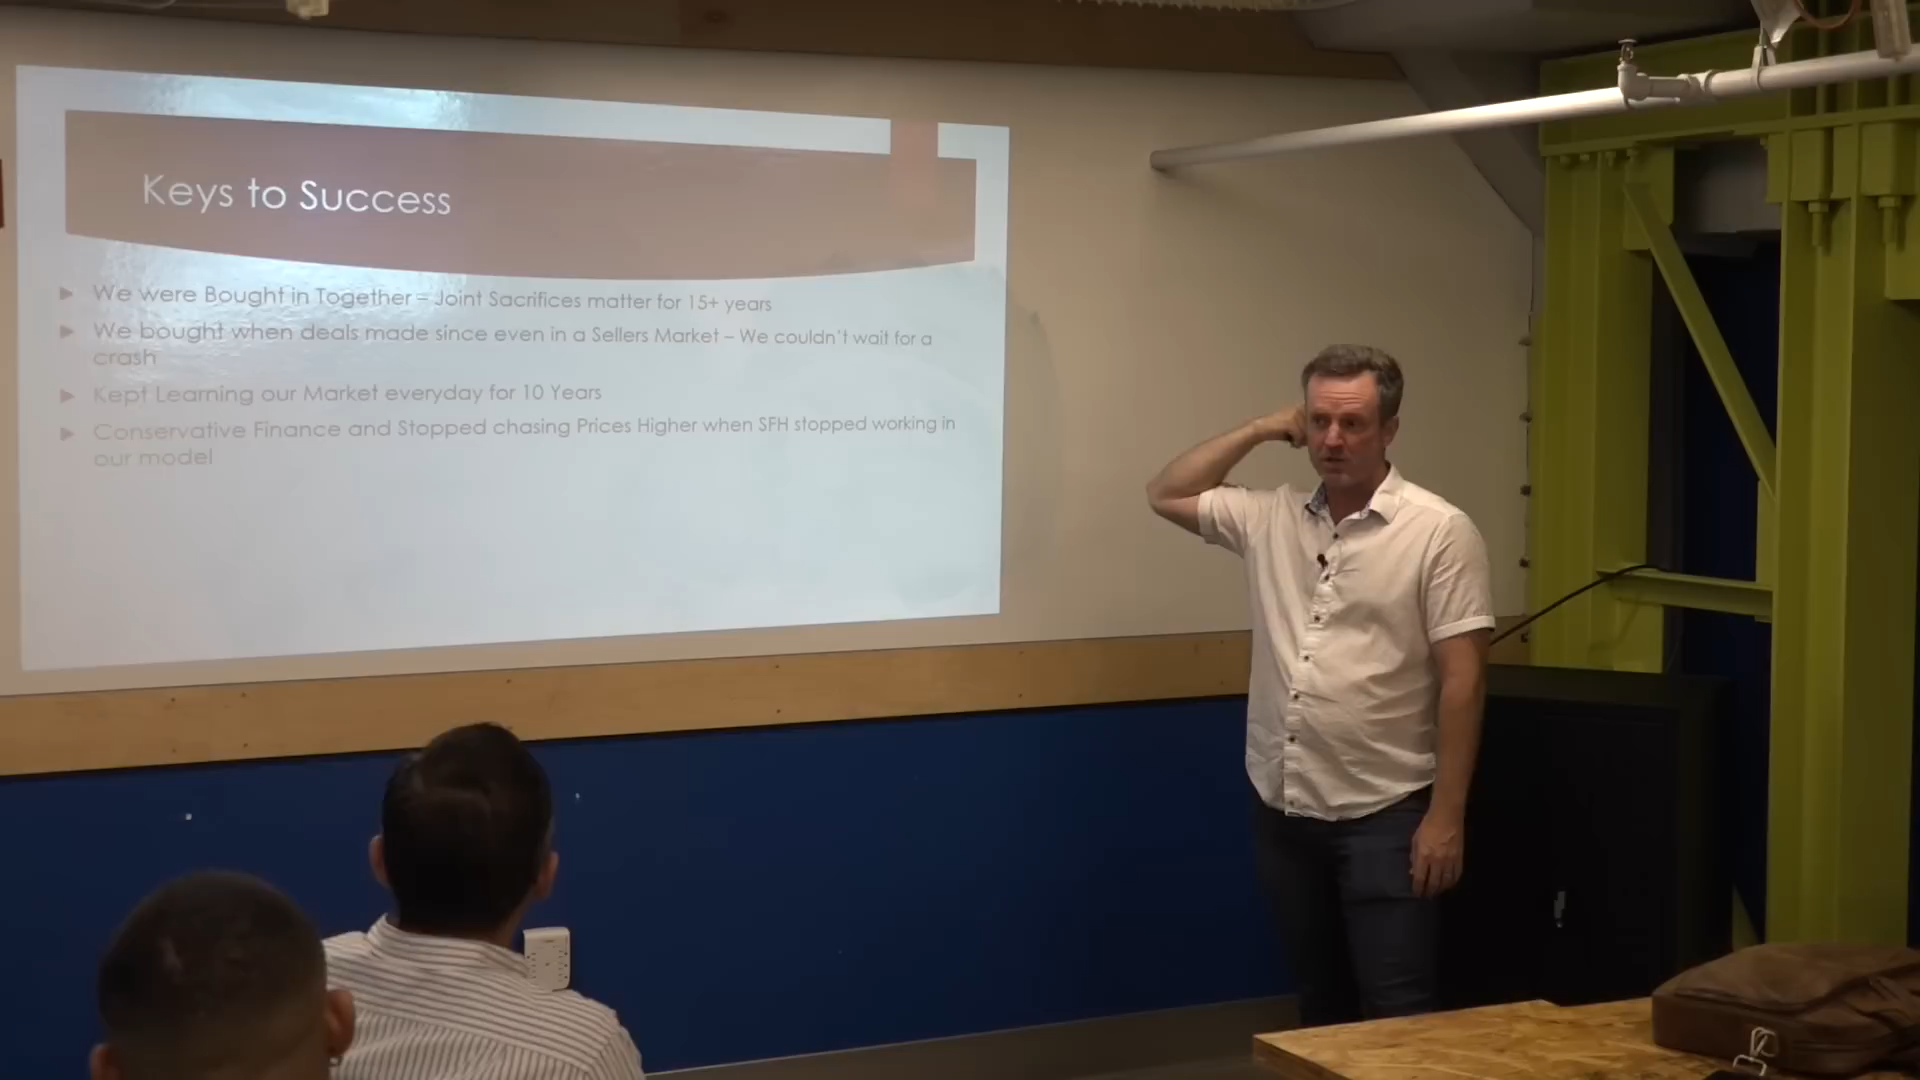 Keys to Success
We were Bought in Together – Joint Sacrifices matter for 15+ years
We bought when deals made since even in a Sellers Market – We couldn't wait for a
crash
Kept Learning our Market everyday for 10 Years
Conservative Finance and Stopped chasing Prices Higher when SFH stopped working in
our model